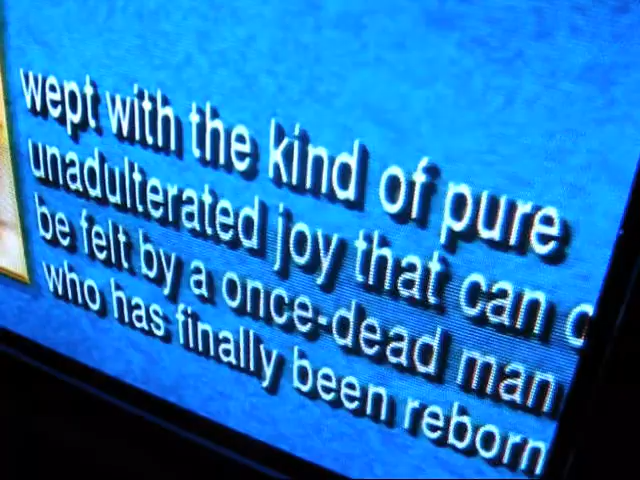 wept with the kind of pure
unadulterated joy that can
be felt by a once-dead man
who has finally been reborn